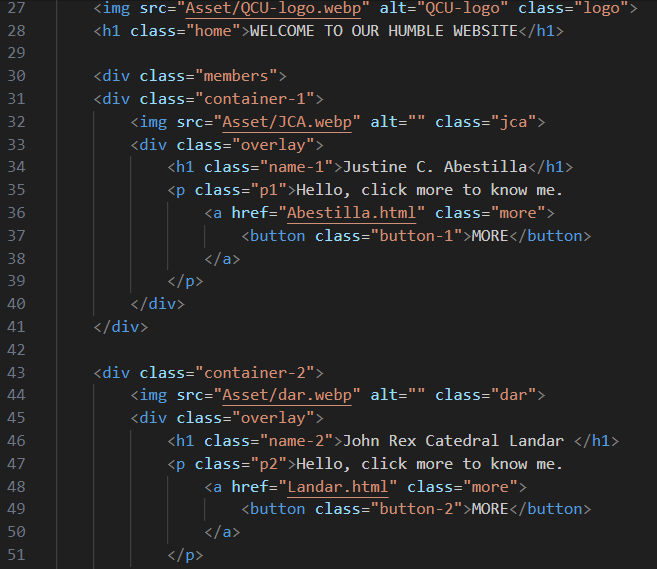 27 <img src="Asset/QCU-logo.webp" alt="QCU-logo" class="logo">
28 <h1 class="home">WELCOME TO OUR HUMBLE WEBSITE</h1>
29
30 <div class="members">
31 <div class="container-1">
32 <img src="Asset/JCA.webp" alt="" class="jca">
33 <div class="overlay">
34 <h1 class="name-1">Justine C. Abestilla</h1>
35 <p class="p1">Hello, click more to know me.
36 <a href="Abestilla.html" class="more">
37 <button class="button-1">MORE</button>
38 </a>
39 </p>
40 </div>
41 </div>
42
43 <div class="container-2">
44 <img src="Asset/dar.webp" alt="" class="dar">
45 <div class="overlay">
46 <h1 class="name-2">John Rex Catedral Landar </h1>
47 <p class="p2">Hello, click more to know me.
48 <a href="Landar.html" class="more">
49 <button class="button-2">MORE</button>
50 </a>
51 </p>